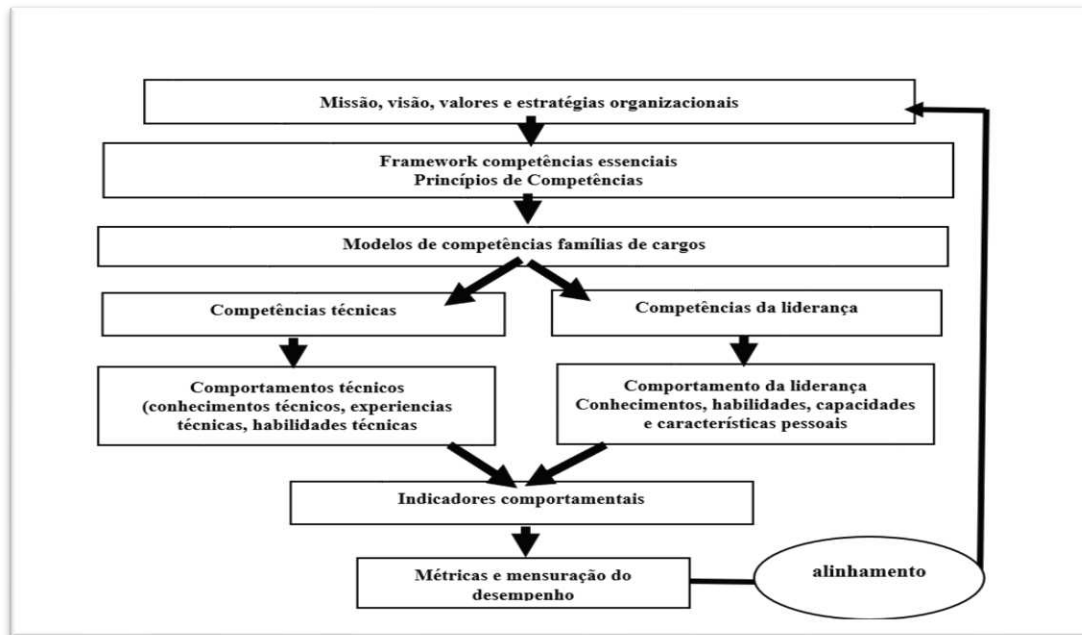 Missão, visão, valores e estratégias organizacionais
Framework competências essenciais
Princípios de Competências
Modelos de competências famílias de cargos
Competências técnicas
Competências da liderança
Comportamentos técnicos
(conhecimentos técnicos, experiencias
técnicas, habilidades técnicas
Comportamento da liderança
Conhecimentos, habilidades, capacidades
e características pessoais
Indicadores comportamentais
Métricas e mensuração do
desempenho
alinhamento